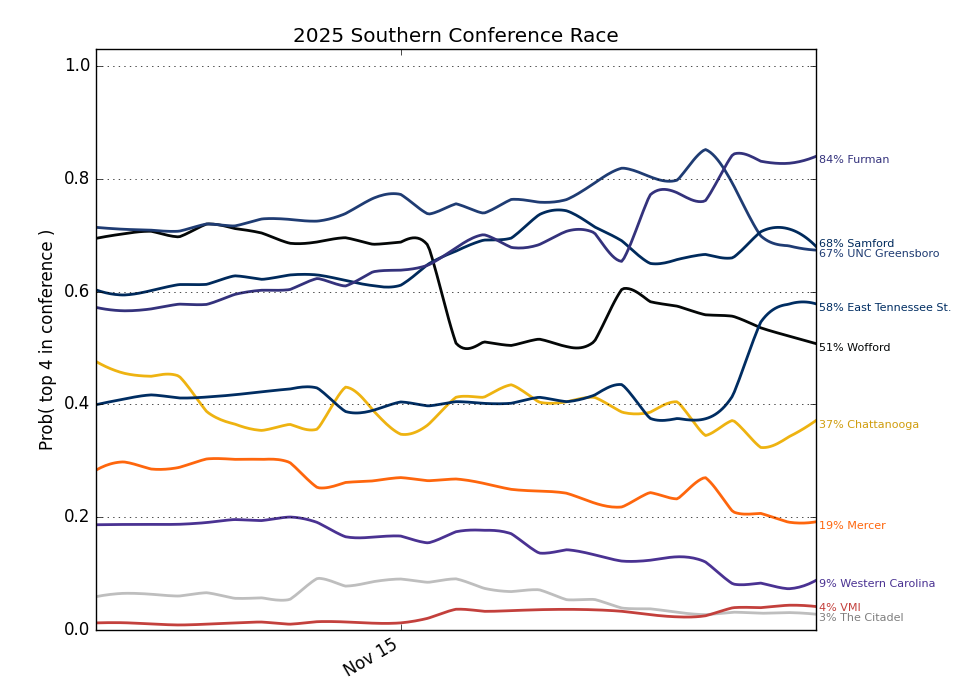 2025 Southern Conference Race
Prob( top 4 in conference )
1.0
0.8
0.6
0.4
0.2
0.0
Nov 15
84% Furman
68% Samford
67% UNC Greensboro
58% East Tennessee St.
51% Wofford
37% Chattanooga
19% Mercer
9% Western Carolina
4% VMI
3% The Citadel